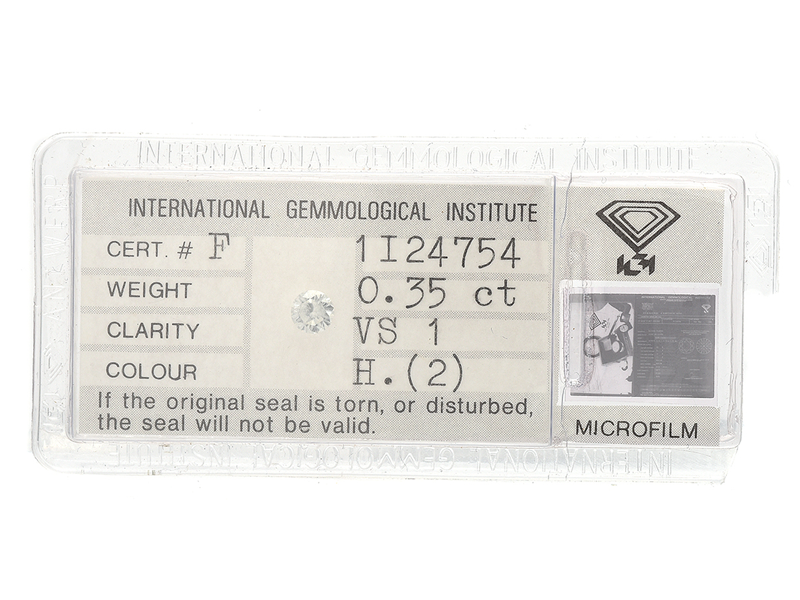 INTERNATIONAL GEMMOLOGICAL INSTITUTE
INTERNATIONAL GEMMOLOGICAL INSTITUTE
CERT. # F 1I24754
WEIGHT 0.35 ct
CLARITY VS 1
COLOUR H.(2)
If the original seal is torn, or disturbed,
the seal will not be valid.
MICROFILM
INTERNATIONAL GEMMOLOGICAL INSTITUTE